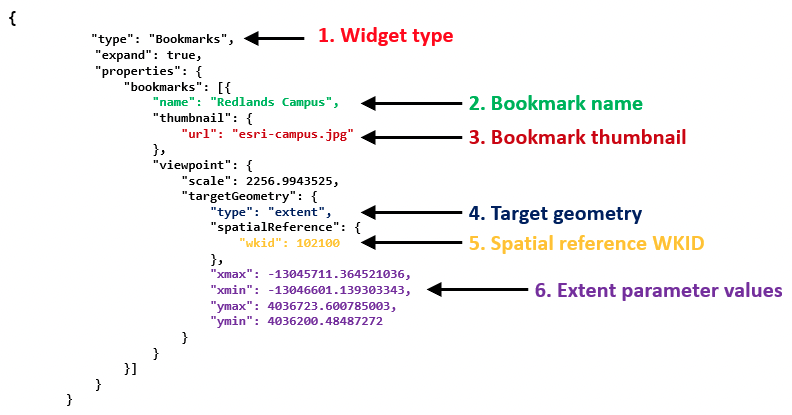 {
"type": "Bookmarks", 1. Widget type
"expand": true,
"properties": {
"bookmarks": [{
"name": "Redlands Campus", 2. Bookmark name
"thumbnail": {
"url": "esri-campus.jpg" 3. Bookmark thumbnail
},
"viewpoint": {
"scale": 2256.9943525,
"targetGeometry": {
"type": "extent", 4. Target geometry
"spatialReference": {
"wkid": 102100 5. Spatial reference WKID
},
"xmax": -13045711.364521036,
"xmin": -13046601.139303343, 6. Extent parameter values
"ymax": 4036723.600785003,
"ymin": 4036200.48487272
}
}
}]
}
}